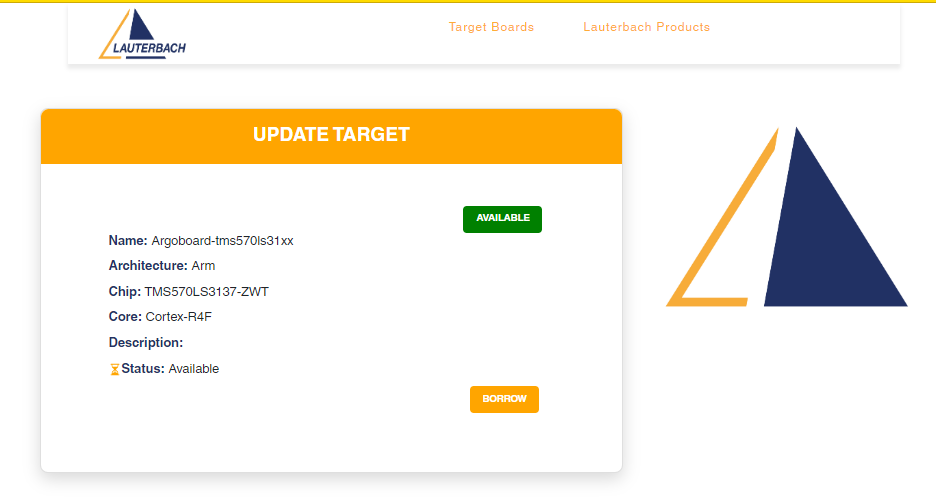 LAUTERBACH
Target Boards
Lauterbach Products
UPDATE TARGET
AVAILABLE
Name: Argoboard-tms570ls31xx
Architecture: Arm
Chip: TMS570LS3137-ZWT
Core: Cortex-R4F
Description:
Status: Available
BORROW